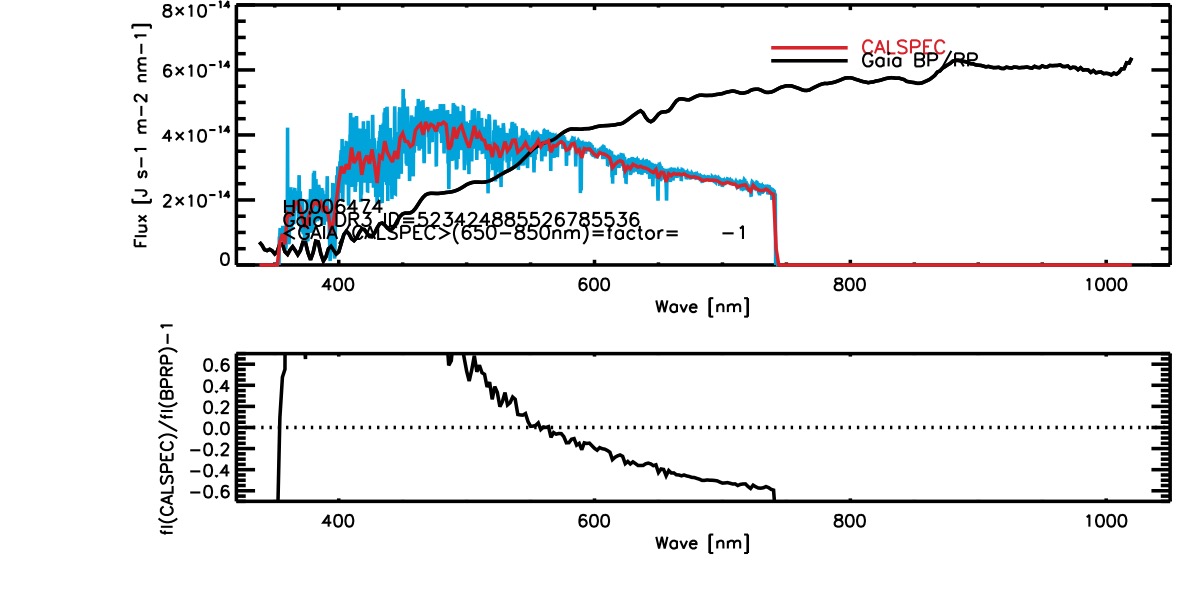 8×10−14
6×10−14
4×10−14
2×10−14
0
Flux [J s−1 m−2 nm−1]
CALSPEC
Gaia BP/RP
HD006474
Gaia DR3 ID=5234248885526785536
<GAIA/CALSPEC>(650−850nm)=factor= −1
400 600 800 1000
Wave [nm]
fl(CALSPEC)/fl(BPRP)−1
0.6
0.4
0.2
0.0
−0.2
−0.4
−0.6
400 600 800 1000
Wave [nm]